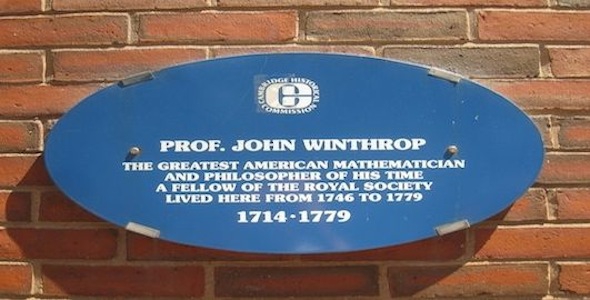 CAMBRIDGE HISTORICAL
COMMISSION
PROF. JOHN WINTHROP
THE GREATEST AMERICAN MATHEMATICIAN
AND PHILOSOPHER OF HIS TIME
A FELLOW OF THE ROYAL SOCIETY
LIVED HERE FROM 1746 TO 1779
1714·1779